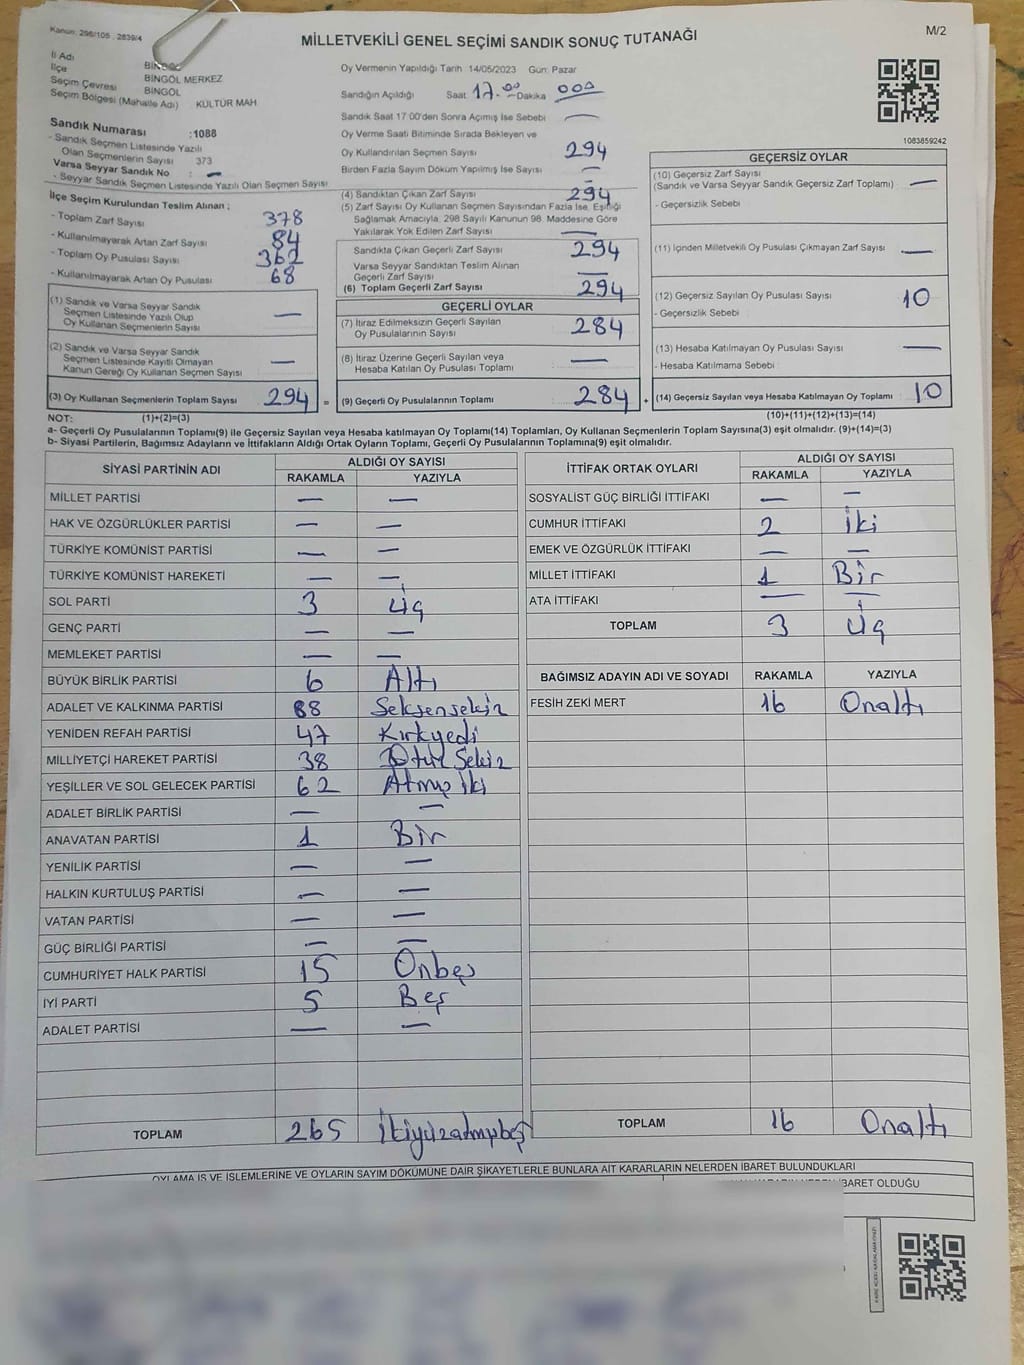 Kanun: 298/105 . 2839/4
M/2
MİLLETVEKİLİ GENEL SEÇİMİ SANDIK SONUÇ TUTANAĞI
İl Adı BİNGÖL
İlçe BİNGÖL MERKEZ
Seçim Çevresi BİNGÖL
Seçim Bölgesi (Mahalle Adı) KÜLTÜR MAH
Sandık Numarası :1088
- Sandık Seçmen Listesinde Yazılı
Olan Seçmenlerin Sayısı 373
Varsa Seyyar Sandık No : —
- Seyyar Sandık Seçmen Listesinde Yazılı Olan Seçmen Sayısı
İlçe Seçim Kurulundan Teslim Alınan ;
- Toplam Zarf Sayısı 378
- Kullanılmayarak Artan Zarf Sayısı 84
- Toplam Oy Pusulası Sayısı 362
- Kullanılmayarak Artan Oy Pusulası 68
(1) Sandık ve Varsa Seyyar Sandık
Seçmen Listesinde Yazılı Olup
Oy Kullanan Seçmenlerin Sayısı —
(2) Sandık ve Varsa Seyyar Sandık
Seçmen Listesinde Kayıtlı Olmayan
Kanun Gereği Oy Kullanan Seçmen Sayısı —
(3) Oy Kullanan Seçmenlerin Toplam Sayısı 294 =
Oy Vermenin Yapıldığı Tarih 14/05/2023 Gün: Pazar
Sandığın Açıldığı Saat 17.00 Dakika 000
Sandık Saat 17 00'den Sonra Açımış İse Sebebi —
Oy Verme Saati Bitiminde Sırada Bekleyen ve
Oy Kullandırılan Seçmen Sayısı 294
Birden Fazla Sayım Döküm Yapılmış İse Sebebi —
(4) Sandıktan Çıkan Zarf Sayısı 294
(5) Zarf Sayısı Oy Kullanan Seçmen Sayısından Fazla İse, Eşitliği
Sağlamak Amacıyla, 298 Sayılı Kanunun 98. Maddesine Göre
Yakılarak Yok Edilen Zarf Sayısı —
Sandıkta Çıkan Geçerli Zarf Sayısı 294
Varsa Seyyar Sandıktan Teslim Alınan
Geçerli Zarf Sayısı —
(6) Toplam Geçerli Zarf Sayısı 294
GEÇERLİ OYLAR
(7) İtiraz Edilmeksizin Geçerli Sayılan
Oy Pusulalarının Sayısı 284
(8) İtiraz Üzerine Geçerli Sayılan veya
Hesaba Katılan Oy Pusulası Toplamı —
(9) Geçerli Oy Pusulalarının Toplamı 284 +
1083859242
GEÇERSİZ OYLAR
(10) Geçersiz Zarf Sayısı
(Sandık ve Varsa Seyyar Sandık Geçersiz Zarf Toplamı) —
- Geçersizlik Sebebi
(11) İçinden Milletvekili Oy Pusulası Çıkmayan Zarf Sayısı —
(12) Geçersiz Sayılan Oy Pusulası Sayısı 10
- Geçersizlik Sebebi :
(13) Hesaba Katılmayan Oy Pusulası Sayısı —
- Hesaba Katılmama Sebebi :
(14) Geçersiz Sayılan veya Hesaba Katılmayan Oy Toplamı : 10
NOT: (1)+(2)=(3) (10)+(11)+(12)+(13)=(14)
a- Geçerli Oy Pusulalarının Toplamı(9) ile Geçersiz Sayılan veya Hesaba katılmayan Oy Toplamı(14) Toplamları, Oy Kullanan Seçmenlerin Toplam Sayısına(3) eşit olmalıdır. (9)+(14)=(3)
b- Siyasi Partilerin, Bağımsız Adayların ve İttifakların Aldığı Ortak Oyların Toplamı, Geçerli Oy Pusulalarının Toplamına(9) eşit olmalıdır.
SİYASİ PARTİNİN ADI ALDIĞI OY SAYISI
RAKAMLA YAZIYLA
MİLLET PARTİSİ — —
HAK VE ÖZGÜRLÜKLER PARTİSİ — —
TÜRKİYE KOMÜNİST PARTİSİ — —
TÜRKİYE KOMÜNİST HAREKETİ — —
SOL PARTİ 3 üç
GENÇ PARTİ — —
MEMLEKET PARTİSİ — —
BÜYÜK BİRLİK PARTİSİ 6 Altı
ADALET VE KALKINMA PARTİSİ 88 Seksensekiz
YENİDEN REFAH PARTİSİ 47 Kırkyedi
MİLLİYETÇİ HAREKET PARTİSİ 38 Otuz Sekiz
YEŞİLLER VE SOL GELECEK PARTİSİ 62 Atmış iki
ADALET BİRLİK PARTİSİ — —
ANAVATAN PARTİSİ 1 Bir
YENİLİK PARTİSİ — —
HALKIN KURTULUŞ PARTİSİ — —
VATAN PARTİSİ — —
GÜÇ BİRLİĞİ PARTİSİ — —
CUMHURİYET HALK PARTİSİ 15 Onbeş
İYİ PARTİ 5 Beş
ADALET PARTİSİ — —
TOPLAM 265 ikiyüzatmışbeş
İTTİFAK ORTAK OYLARI ALDIĞI OY SAYISI
RAKAMLA YAZIYLA
SOSYALİST GÜÇ BİRLİĞİ İTTİFAKI — —
CUMHUR İTTİFAKI 2 İki
EMEK VE ÖZGÜRLÜK İTTİFAKI — —
MİLLET İTTİFAKI 1 Bir
ATA İTTİFAKI — —
TOPLAM 3 Üç
BAĞIMSIZ ADAYIN ADI VE SOYADI RAKAMLA YAZIYLA
FESİH ZEKİ MERT 16 Onaltı
TOPLAM 16 Onaltı
OYLAMA İŞ VE İŞLEMLERİNE VE OYLARIN SAYIM DÖKÜMÜNE DAİR ŞİKAYETLERLE BUNLARA AİT KARARLARIN NELERDEN İBARET BULUNDUKLARI
İBARET OLDUĞU